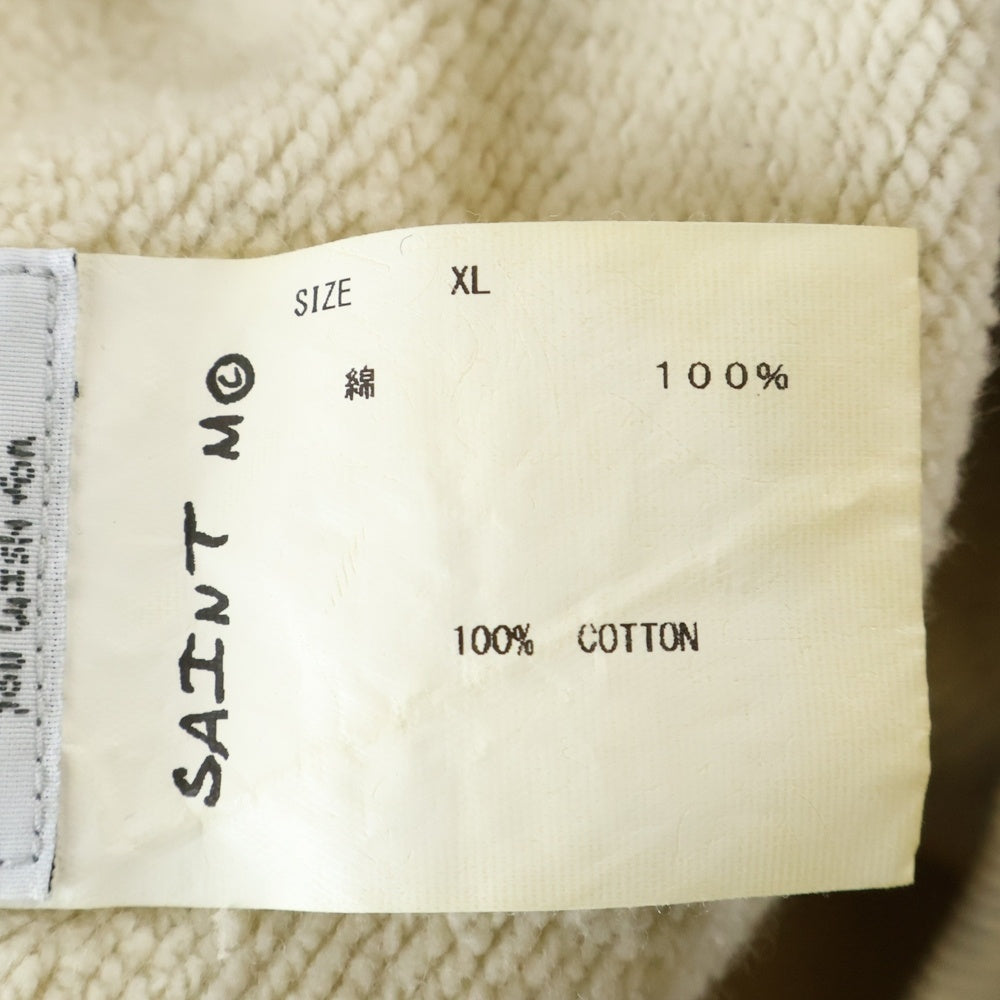 SIZE XL
綿 100%
100% COTTON
SAINT M©